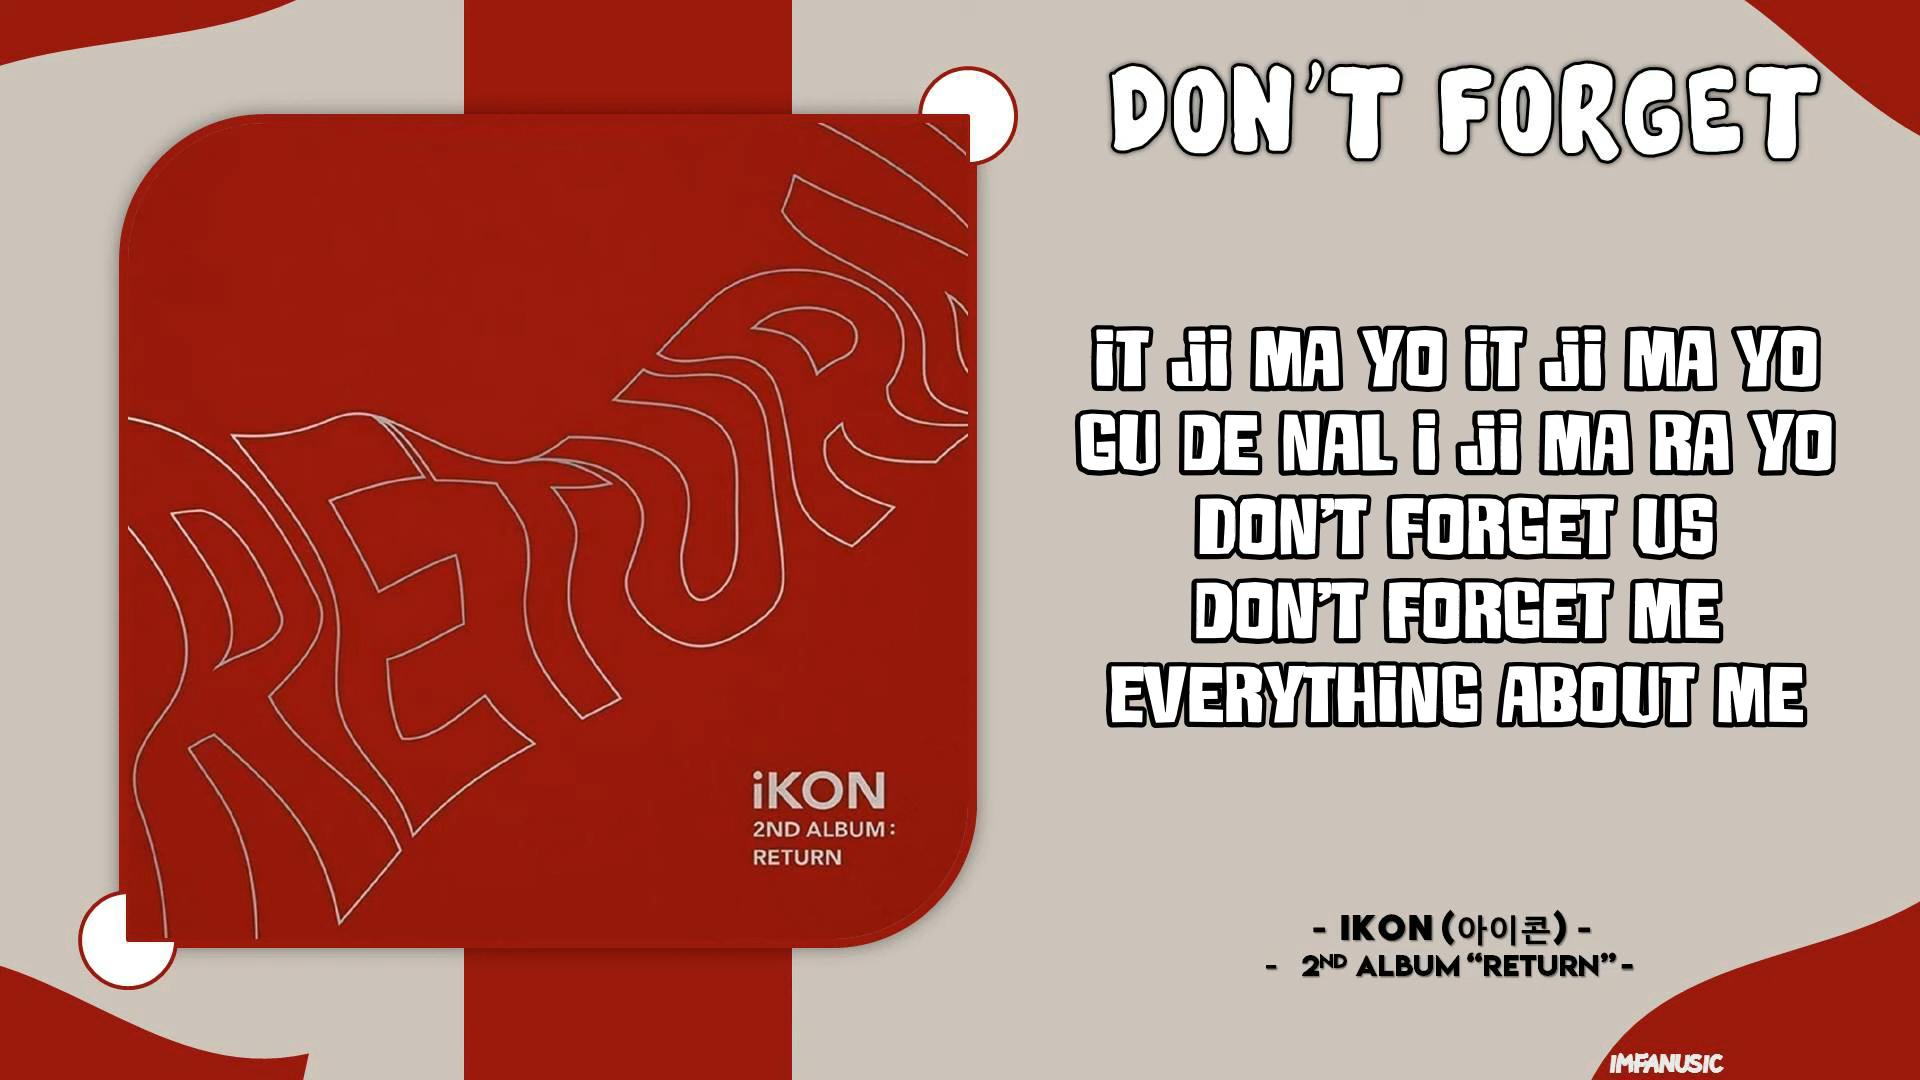 DON'T FORGET
iT Ji MA YO iT Ji MA YO
GU DE NAL i Ji MA RA YO
DON'T FORGET US
DON'T FORGET ME
EVERYTHiNG ABOUT ME
RETURN
iKON
2ND ALBUM:
RETURN
- IKON (아이콘) -
- 2ND ALBUM “RETURN” -
IMFANUSIC